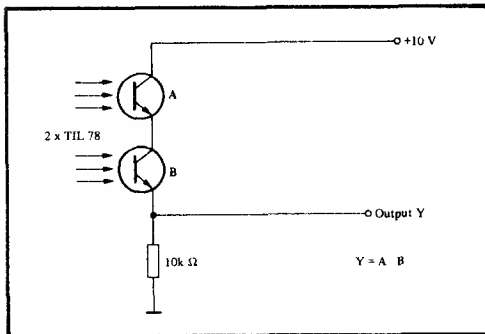 +10 V
A
2 x TIL 78
B
Output Y
10k Ω
Y = A B